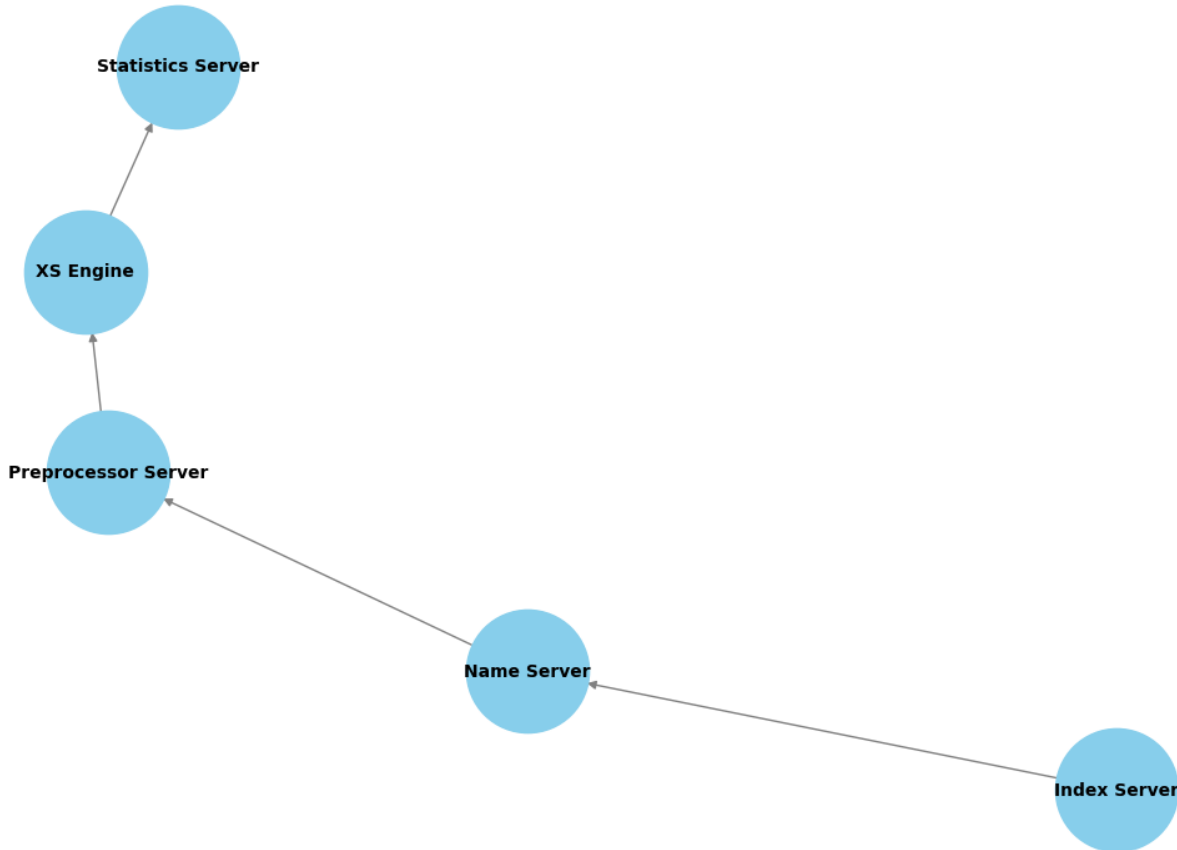 Statistics Server
XS Engine
Preprocessor Server
Name Server
Index Server